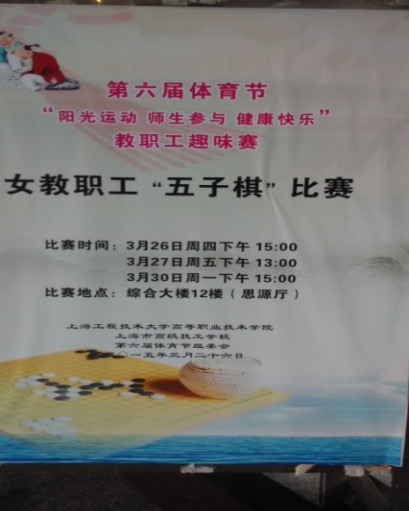 第六届体育节
“阳光运动 师生参与 健康快乐”
教职工趣味赛
女教职工“五子棋”比赛
比赛时间：3月26日周四下午 15:00
3月27日周五下午 13:00
3月30日周一下午 15:00
比赛地点：综合大楼12楼（思源厅）
上海工程技术大学高等职业技术学院
上海市高级技工学校
第六届体育节组委会
二〇一五年三月二十六日